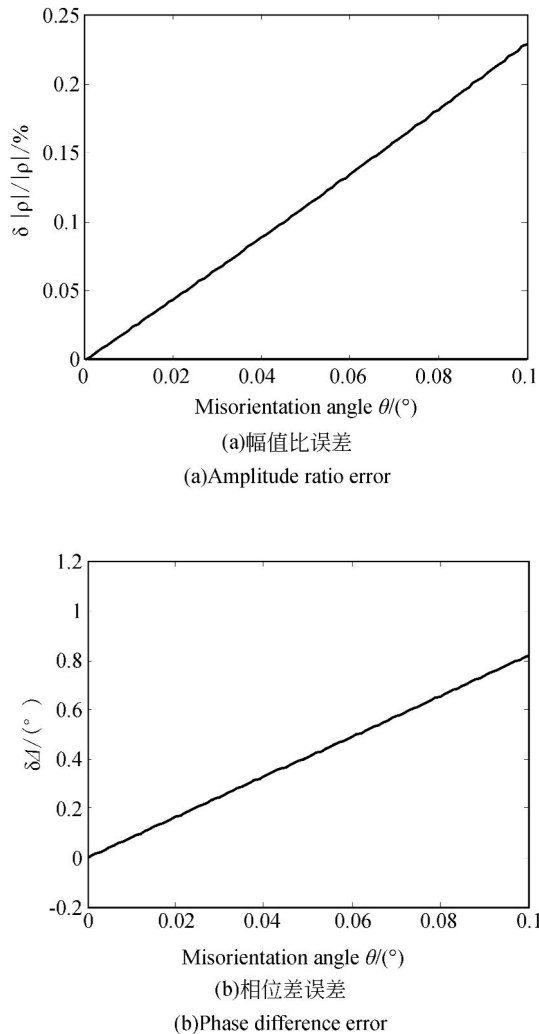 0.25
0.2
0.15
0.1
0.05
0
δ |ρ|/|ρ|/%
0 0.02 0.04 0.06 0.08 0.1
Misorientation angle θ/(°)
(a)幅值比误差
(a)Amplitude ratio error
1.2
1
0.8
0.6
0.4
0.2
0
-0.2
δΔ/(°)
0 0.02 0.04 0.06 0.08 0.1
Misorientation angle θ/(°)
(b)相位差误差
(b)Phase difference error